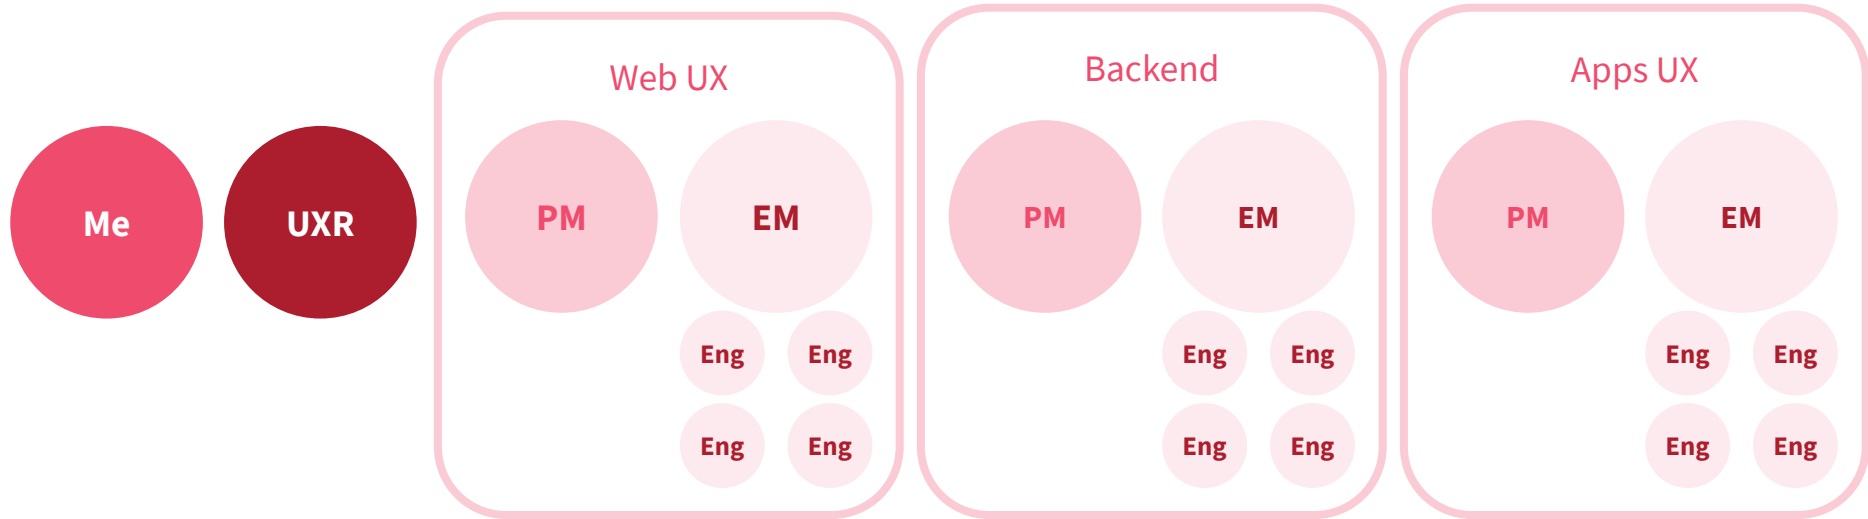 Me
UXR
Web UX
PM
EM
Eng Eng
Eng Eng
Backend
PM
EM
Eng Eng
Eng Eng
Apps UX
PM
EM
Eng Eng
Eng Eng